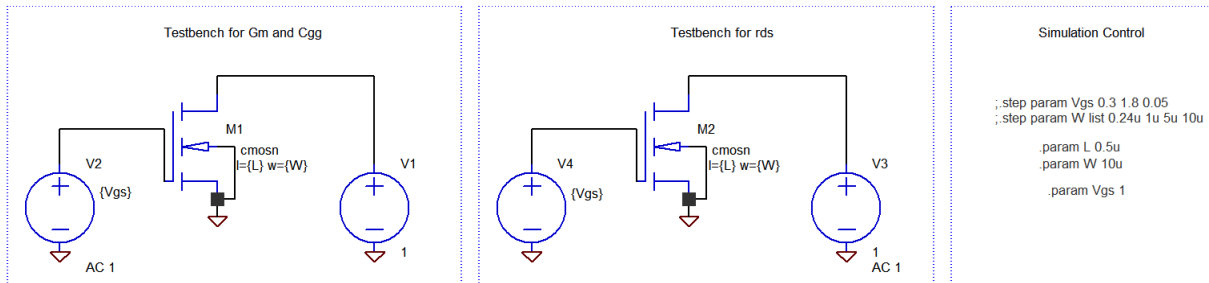 Testbench for Gm and Cgg
M1
cmosn
l={L} w={W}
V2
{Vgs}
AC 1
V1
1
Testbench for rds
M2
cmosn
l={L} w={W}
V4
{Vgs}
V3
1
AC 1
Simulation Control
;.step param Vgs 0.3 1.8 0.05
;.step param W list 0.24u 1u 5u 10u
.param L 0.5u
.param W 10u
.param Vgs 1